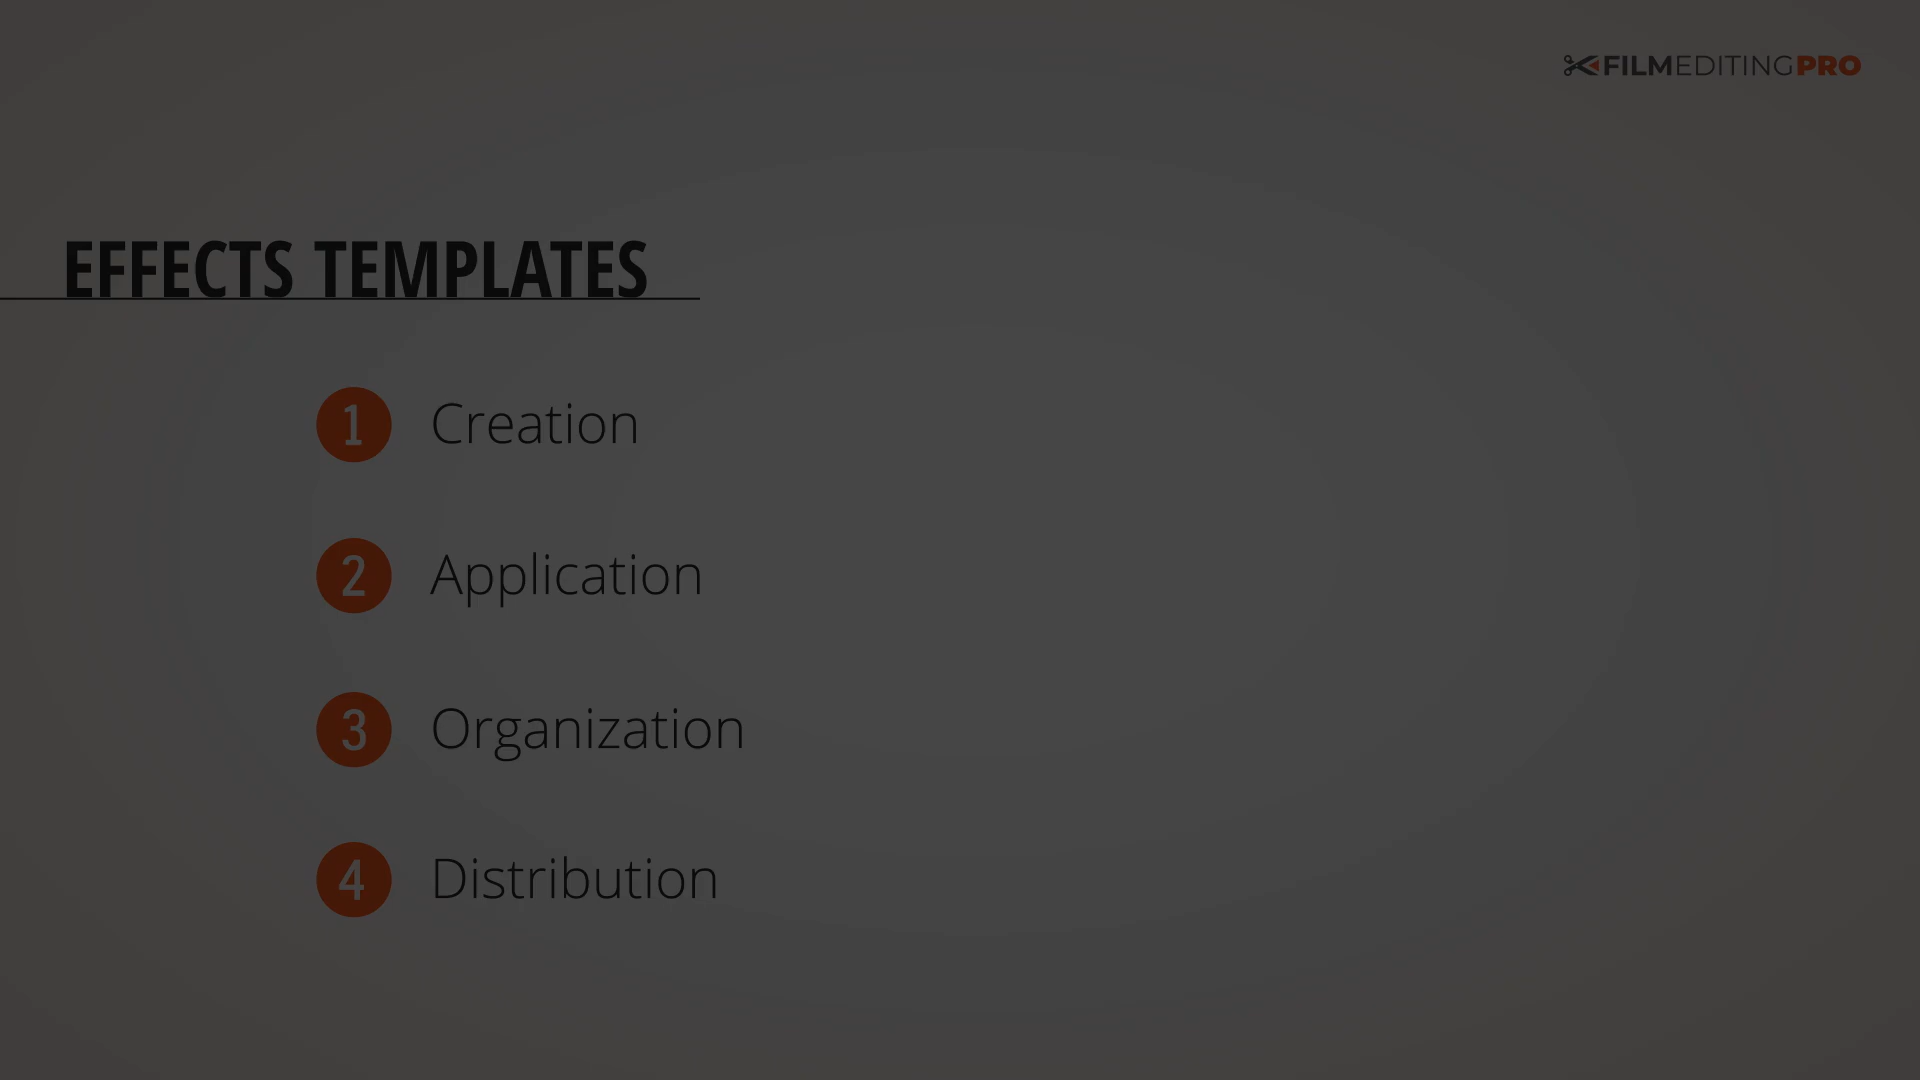 FILMEDITINGPRO
EFFECTS TEMPLATES
1 Creation
2 Application
3 Organization
4 Distribution